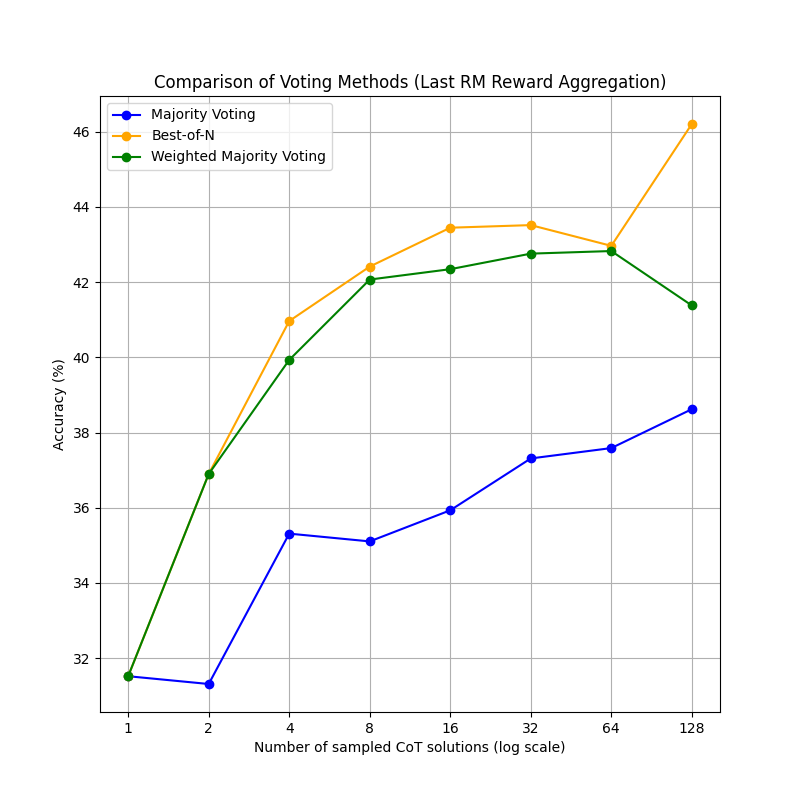 Comparison of Voting Methods (Last RM Reward Aggregation)
Majority Voting
Best-of-N
Weighted Majority Voting
46
44
42
40
38
36
34
32
Accuracy (%)
1 2 4 8 16 32 64 128
Number of sampled CoT solutions (log scale)